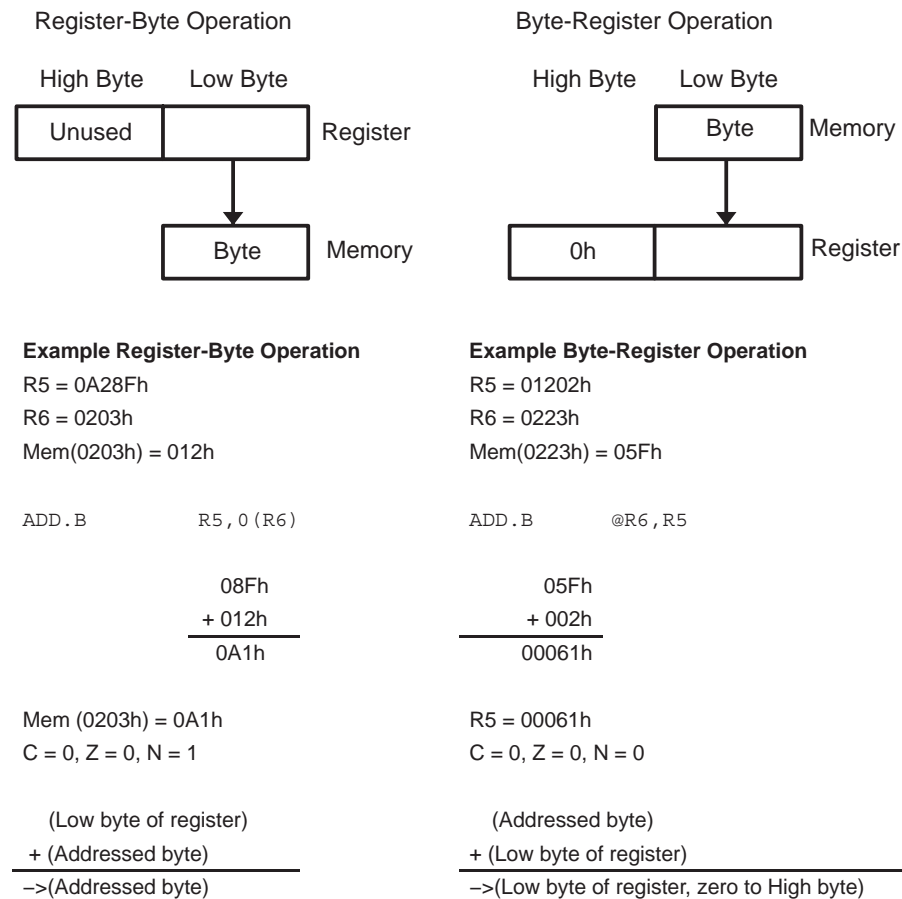 Register-Byte Operation
High Byte Low Byte
Unused
Register
Byte
Memory
Byte-Register Operation
High Byte Low Byte
Byte
Memory
0h
Register
Example Register-Byte Operation
R5 = 0A28Fh
R6 = 0203h
Mem(0203h) = 012h
ADD.B R5,0(R6)
08Fh
+ 012h
0A1h
Mem (0203h) = 0A1h
C = 0, Z = 0, N = 1
(Low byte of register)
+ (Addressed byte)
−>(Addressed byte)
Example Byte-Register Operation
R5 = 01202h
R6 = 0223h
Mem(0223h) = 05Fh
ADD.B @R6,R5
05Fh
+ 002h
00061h
R5 = 00061h
C = 0, Z = 0, N = 0
(Addressed byte)
+ (Low byte of register)
−>(Low byte of register, zero to High byte)